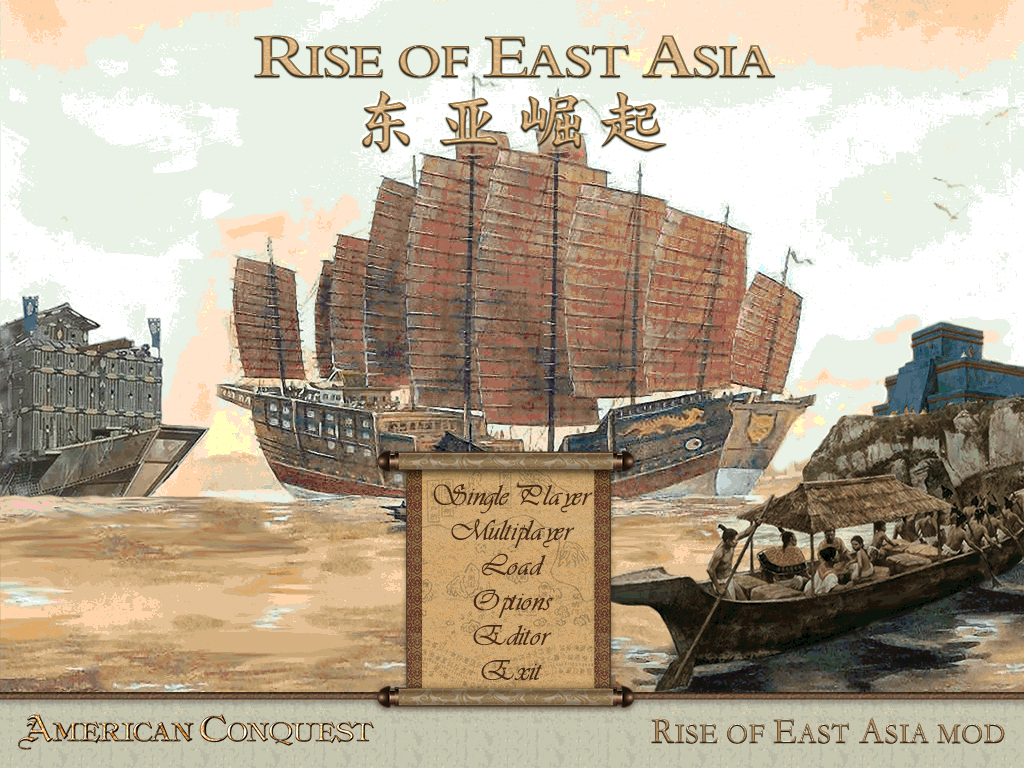 RISE OF EAST ASIA
东亚崛起
Single Player
Multiplayer
Load
Options
Editor
Exit
AMERICAN CONQUEST
RISE OF EAST ASIA MOD